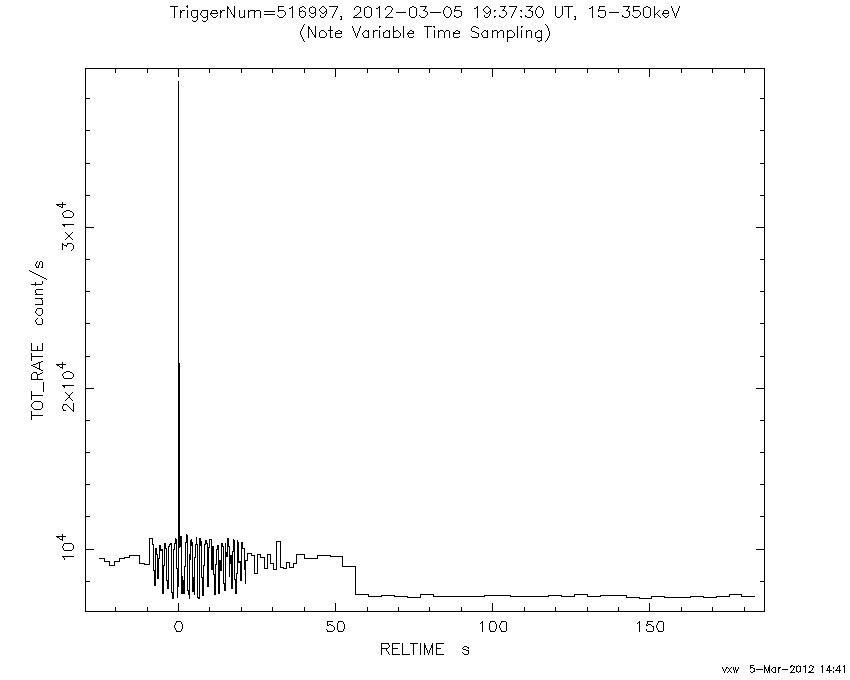 TriggerNum=516997, 2012-03-05 19:37:30 UT, 15-350keV
(Note Variable Time Sampling)
TOT_RATE count/s
3×10⁴
2×10⁴
10⁴
0 50 100 150
RELTIME s
vxw 5-Mar-2012 14:41